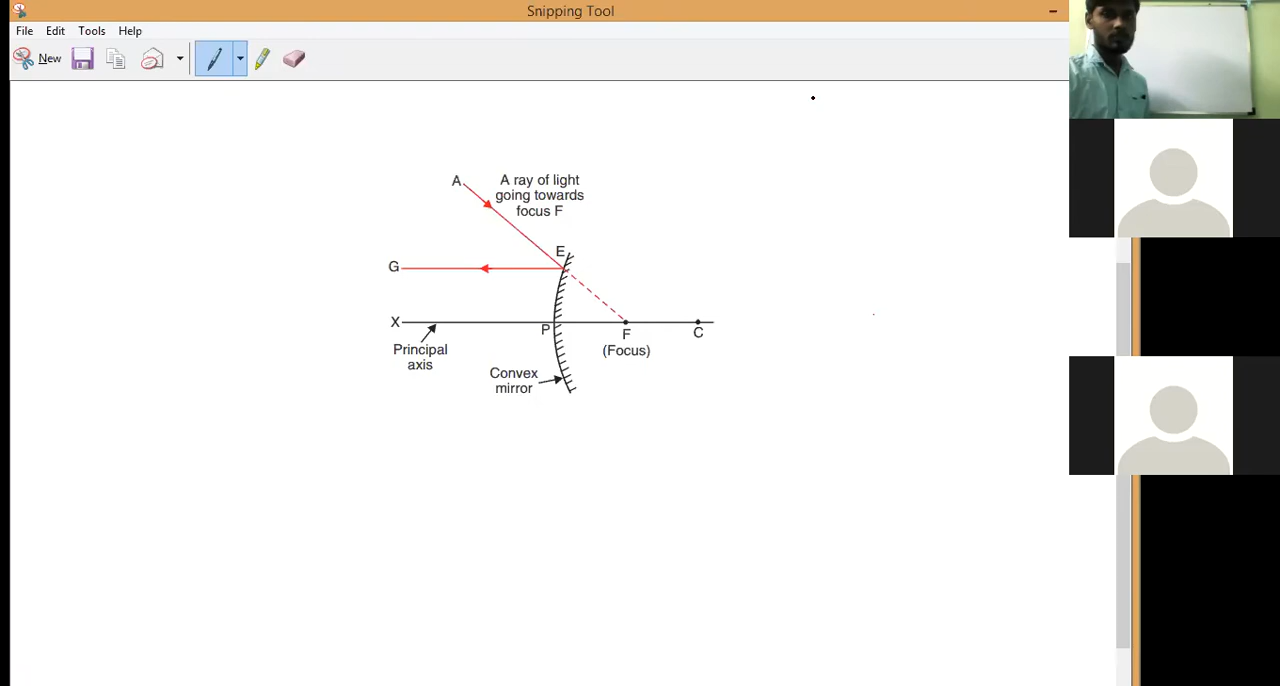 Snipping Tool
File Edit Tools Help
New
A
A ray of light
going towards
focus F
E
G
X
P
F
C
(Focus)
Principal
axis
Convex
mirror